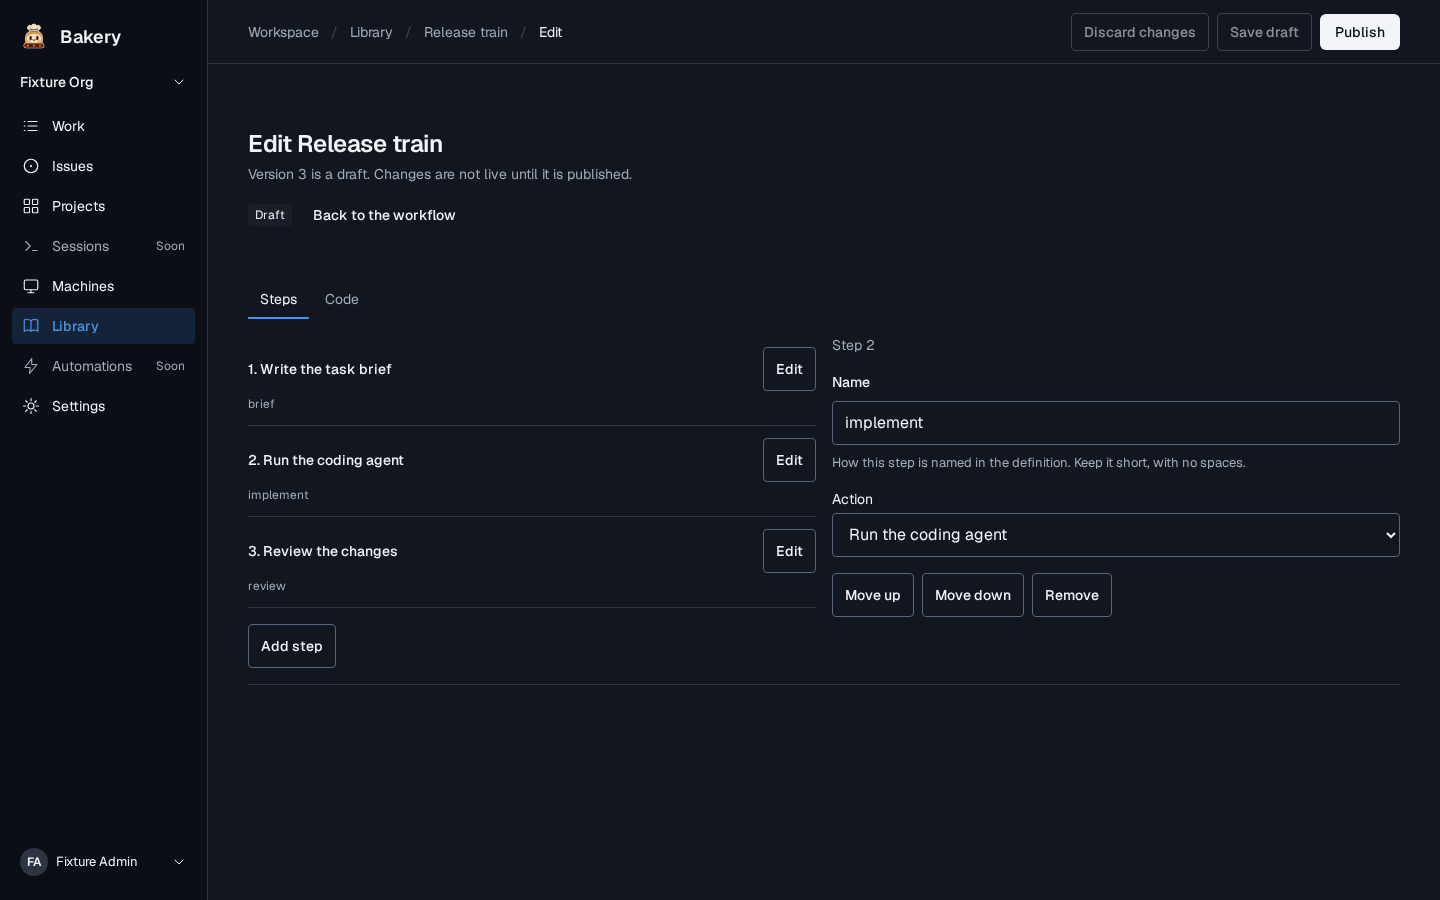 Bakery
Fixture Org
Work
Issues
Projects
Sessions Soon
Machines
Library
Automations Soon
Settings
FA Fixture Admin
Workspace / Library / Release train / Edit
Discard changes Save draft Publish
Edit Release train
Version 3 is a draft. Changes are not live until it is published.
Draft Back to the workflow
Steps Code
1. Write the task brief Edit
brief
2. Run the coding agent Edit
implement
3. Review the changes Edit
review
Add step
Step 2
Name
implement
How this step is named in the definition. Keep it short, with no spaces.
Action
Run the coding agent
Move up Move down Remove